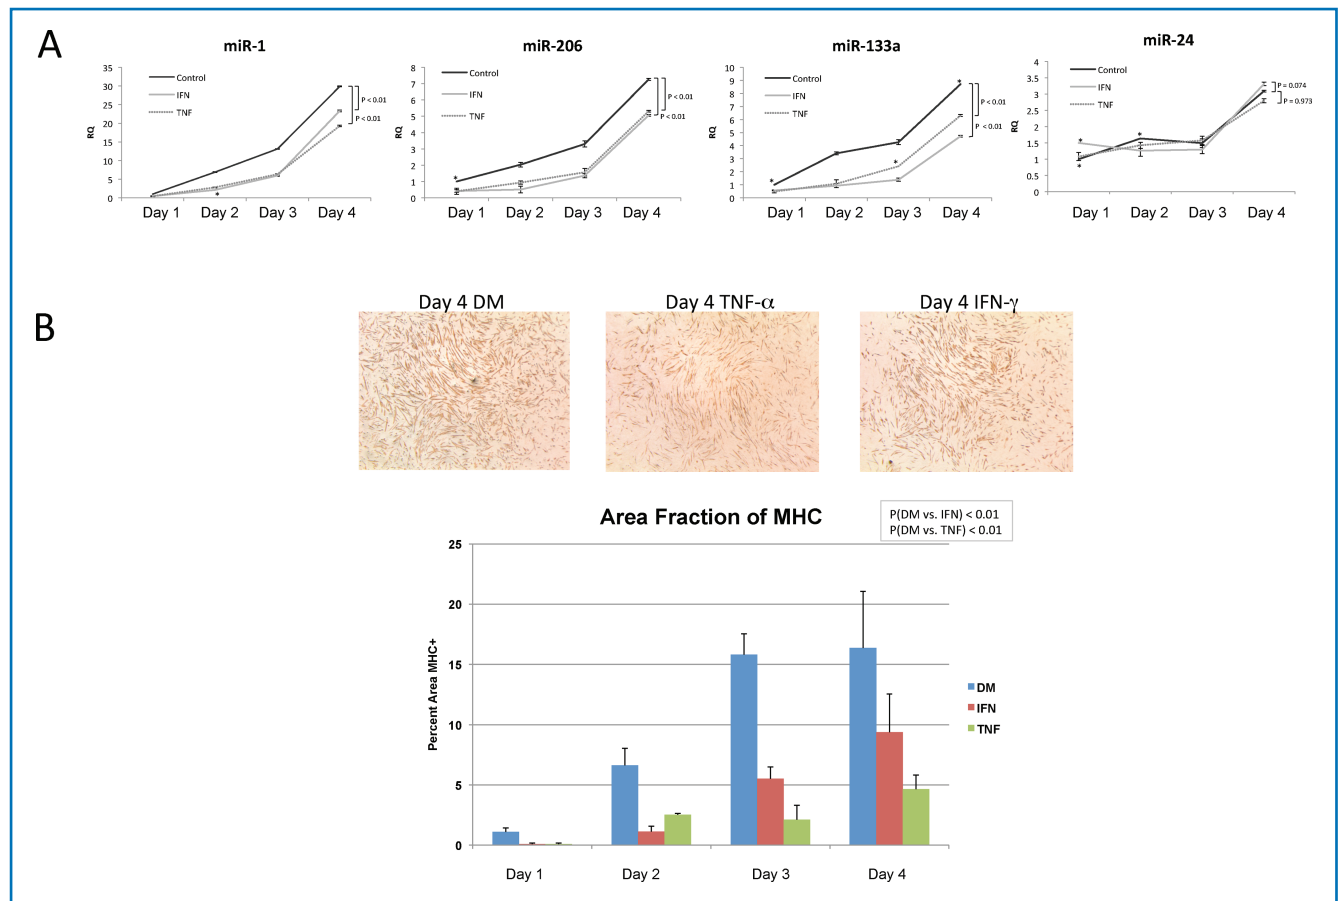 A
miR-1
35
30
25
20
15
10
5
0
RQ
Control
IFN
TNF
P < 0.01
P < 0.01
*
Day 1 Day 2 Day 3 Day 4
miR-206
8
7
6
5
4
3
2
1
0
RQ
Control
IFN
TNF
P < 0.01
P < 0.01
*
*
Day 1 Day 2 Day 3 Day 4
miR-133a
10
9
8
7
6
5
4
3
2
1
0
RQ
Control
IFN
TNF
*
P < 0.01
P < 0.01
*
*
Day 1 Day 2 Day 3 Day 4
miR-24
4
3.5
3
2.5
2
1.5
1
0.5
0
RQ
Control
IFN
TNF
P = 0.074
P = 0.973
*
*
*
Day 1 Day 2 Day 3 Day 4
B
Day 4 DM
Day 4 TNF-α
Day 4 IFN-γ
Area Fraction of MHC
P(DM vs. IFN) < 0.01
P(DM vs. TNF) < 0.01
25
20
15
10
5
0
Percent Area MHC+
DM
IFN
TNF
Day 1 Day 2 Day 3 Day 4